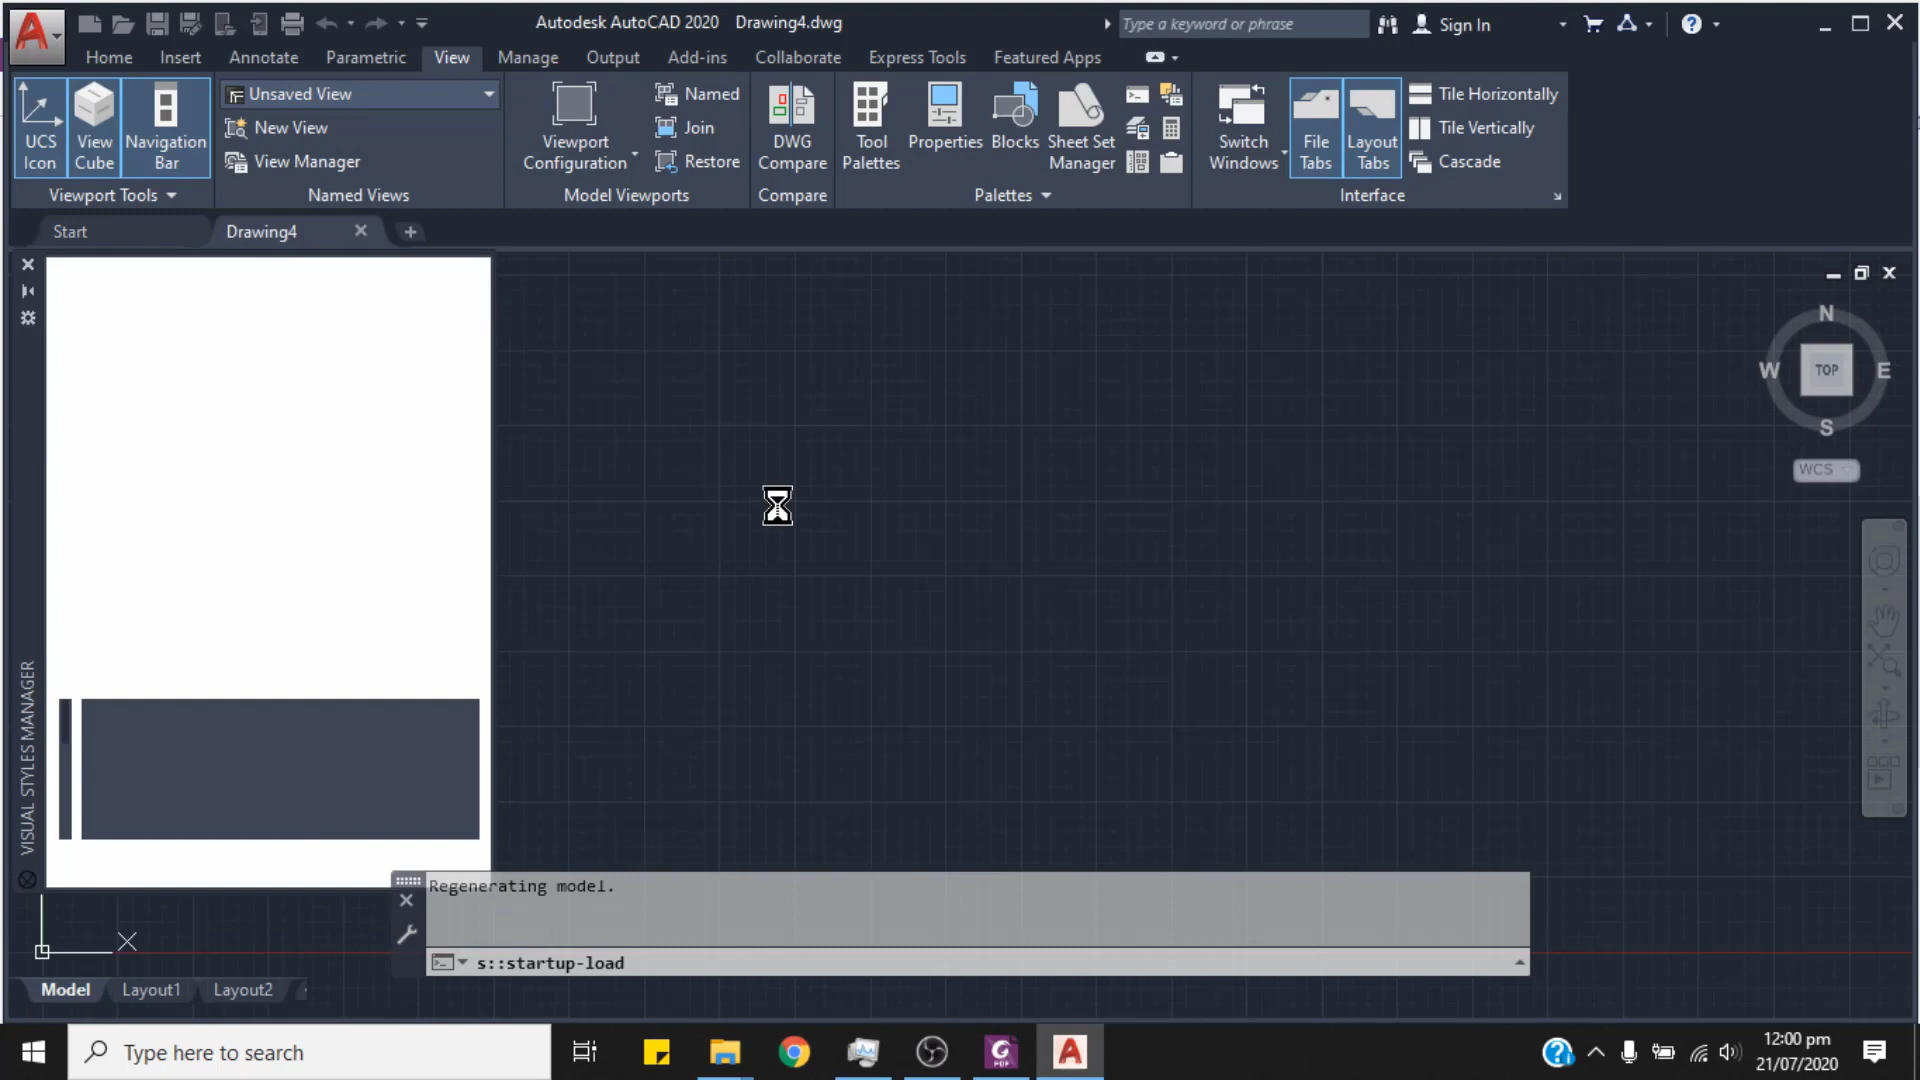 Autodesk AutoCAD 2020 Drawing4.dwg
Type a keyword or phrase
Sign In
Home Insert Annotate Parametric View Manage Output Add-ins Collaborate Express Tools Featured Apps
UCS Icon
View Cube
Navigation Bar
Viewport Tools
Unsaved View
New View
View Manager
Named Views
Viewport Configuration
Named
Join
Restore
Model Viewports
DWG Compare
Compare
Tool Palettes
Properties
Blocks
Sheet Set Manager
Palettes
Switch Windows
File Tabs
Layout Tabs
Tile Horizontally
Tile Vertically
Cascade
Interface
Start
Drawing4
VISUAL STYLES MANAGER
N
W
TOP
E
S
WCS
Regenerating model.
s::startup-load
X
Model Layout1 Layout2
Type here to search
PDF
12:00 pm
21/07/2020